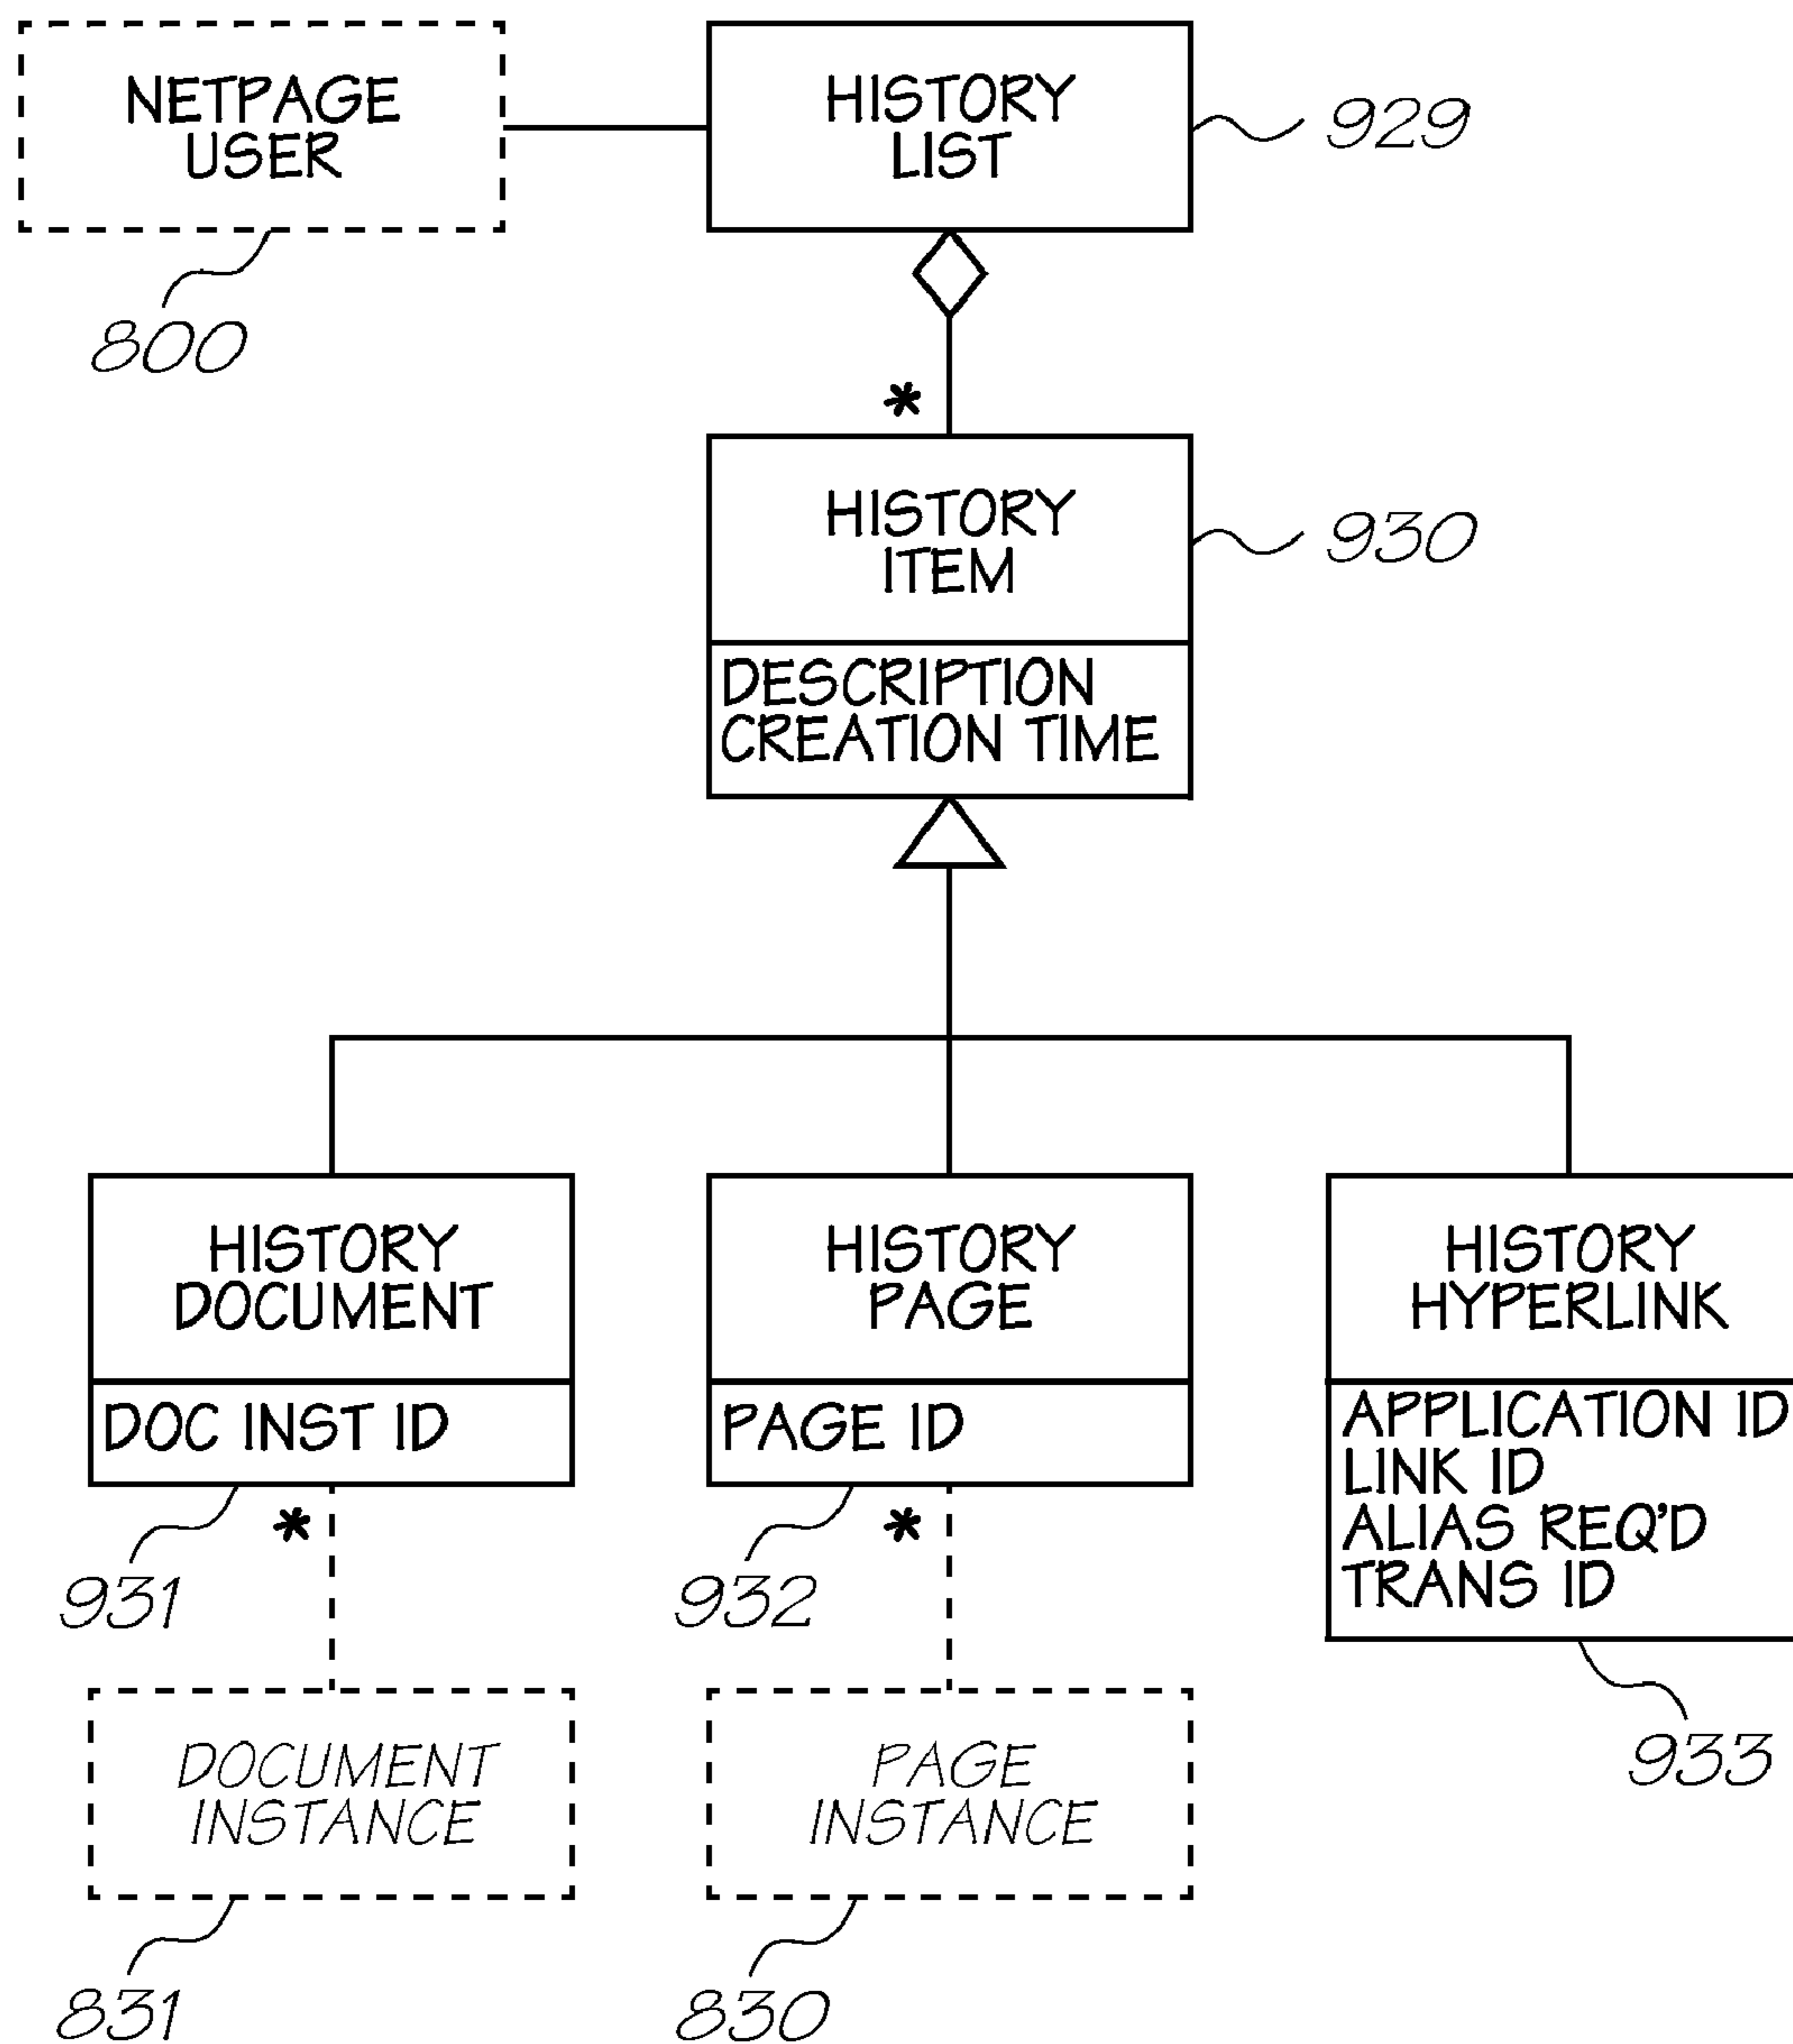 NETPAGE
USER
800
HISTORY
LIST
929
*
HISTORY
ITEM
930
DESCRIPTION
CREATION TIME
HISTORY
DOCUMENT
DOC INST ID
931
*
HISTORY
PAGE
PAGE ID
932
*
HISTORY
HYPERLINK
APPLICATION ID
LINK ID
ALIAS REQ'D
TRANS ID
933
DOCUMENT
INSTANCE
831
PAGE
INSTANCE
830